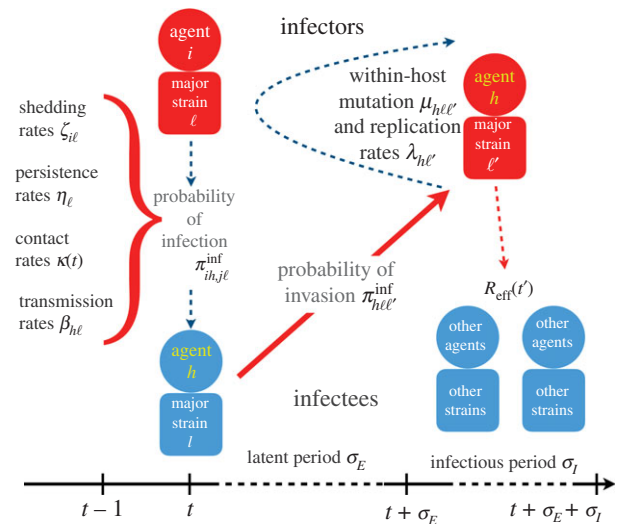 infectors
agent
i
major
strain
ℓ
shedding
rates ζiℓ
persistence
rates ηℓ
contact
rates κ(t)
transmission
rates βhℓ
probability
of
infection
π^inf_ih,jℓ
agent
h
major
strain
l
within-host
mutation μhℓℓ′
and replication
rates λhℓ′
agent
h
major
strain
ℓ′
probability of
invasion π^inf_hℓℓ′
Reff(t′)
other
agents
other
strains
other
agents
other
strains
infectees
latent period σE
infectious period σI
t – 1
t
t + σE
t + σE + σI